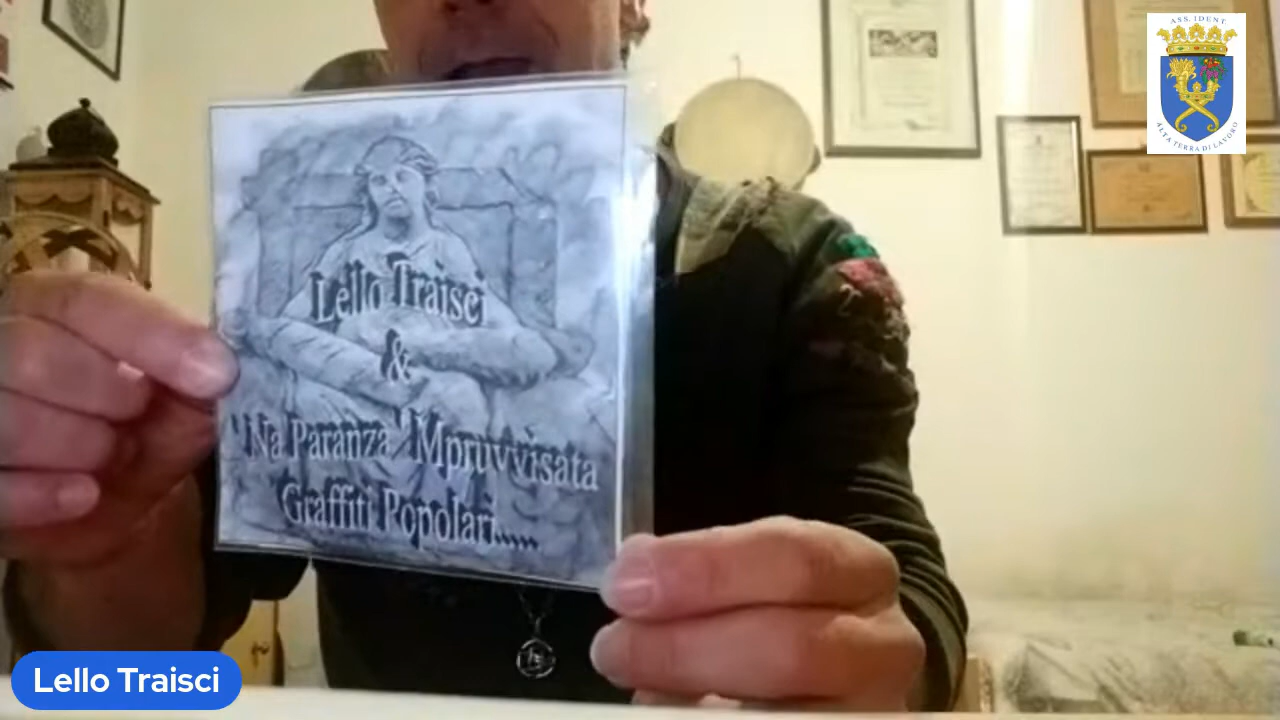 ASS. IDENT.
ALTA TERRA DI LAVORO
Lello Traisci
&
'Na Paranza 'Mpruvvisata
Graffiti Popolari.....
Lello Traisci